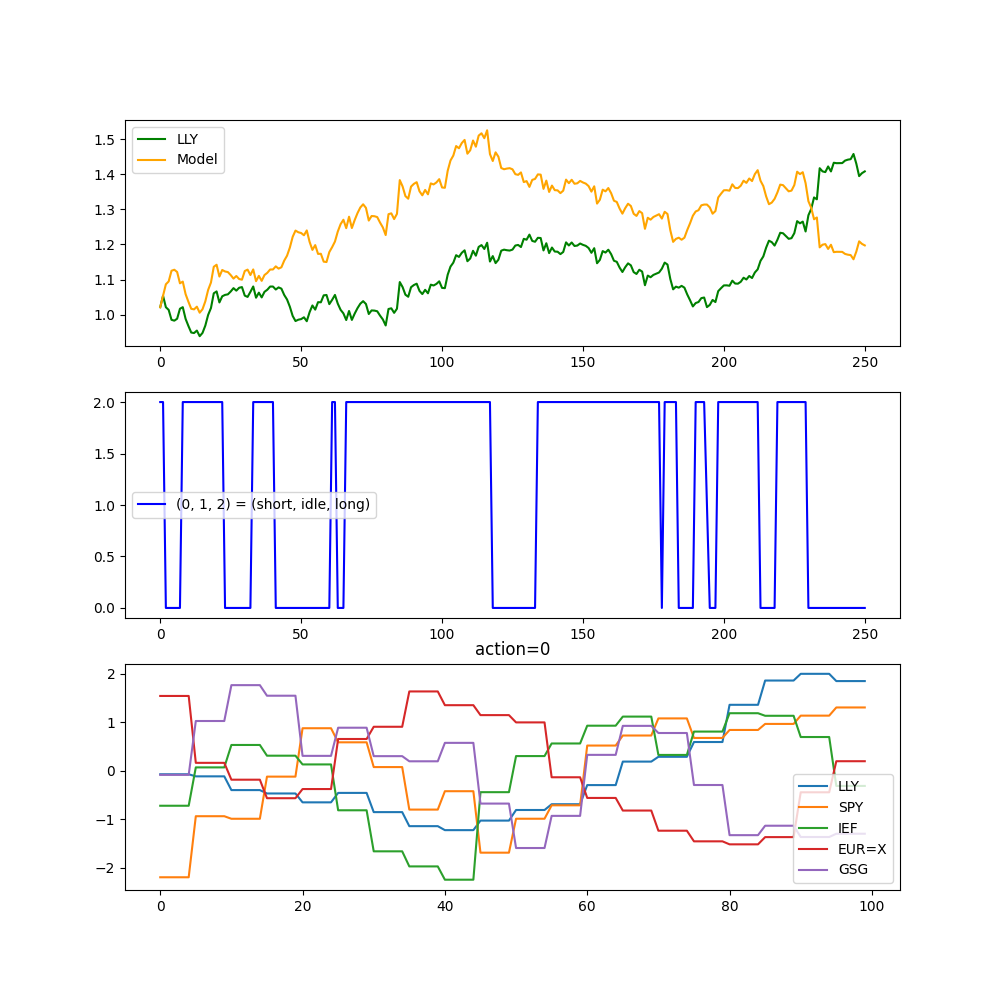 1.5
1.4
1.3
1.2
1.1
1.0
LLY
Model
0 50 100 150 200 250
2.0
1.5
1.0
0.5
0.0
(0, 1, 2) = (short, idle, long)
0 50 100 150 200 250
action=0
2
1
0
−1
−2
LLY
SPY
IEF
EUR=X
GSG
0 20 40 60 80 100